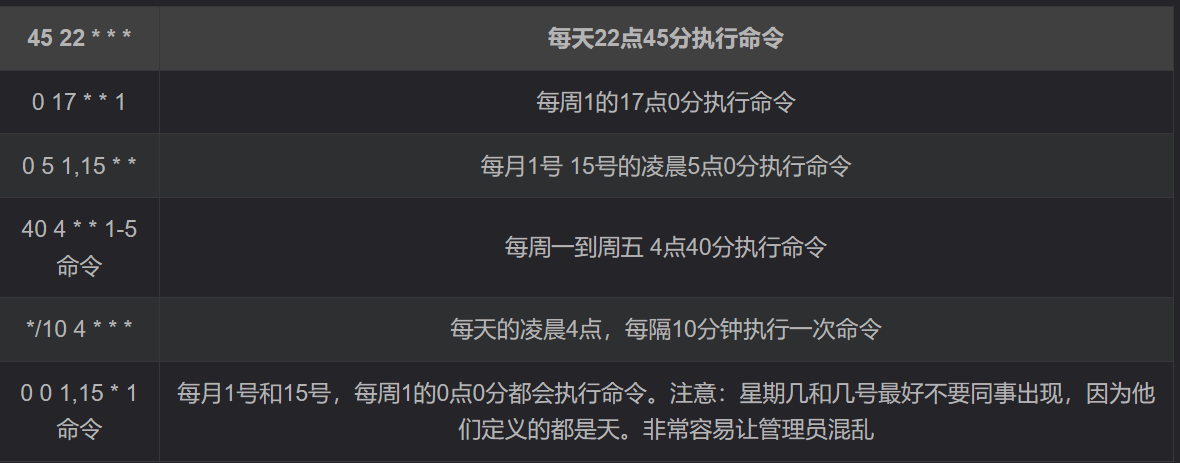 45 22 * * *
每天22点45分执行命令
0 17 * * 1
每周1的17点0分执行命令
0 5 1,15 * *
每月1号 15号的凌晨5点0分执行命令
40 4 * * 1-5
命令
每周一到周五 4点40分执行命令
*/10 4 * * *
每天的凌晨4点，每隔10分钟执行一次命令
0 0 1,15 * 1
命令
每月1号和15号，每周1的0点0分都会执行命令。注意：星期几和几号最好不要同事出现，因为他
们定义的都是天。非常容易让管理员混乱